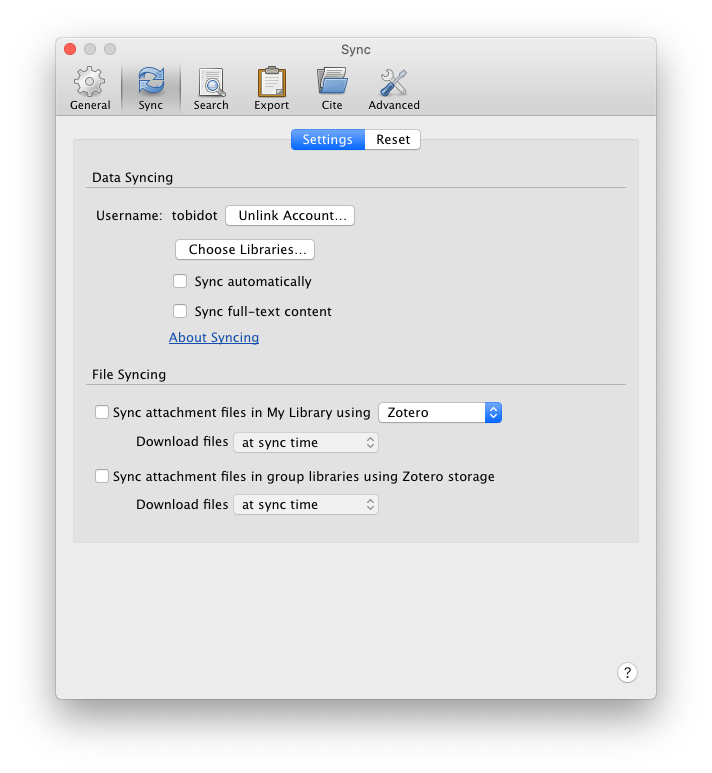 Sync
General Sync Search Export Cite Advanced
Settings Reset
Data Syncing
Username: tobidot Unlink Account...
Choose Libraries...
Sync automatically
Sync full-text content
About Syncing
File Syncing
Sync attachment files in My Library using Zotero
Download files at sync time
Sync attachment files in group libraries using Zotero storage
Download files at sync time
?